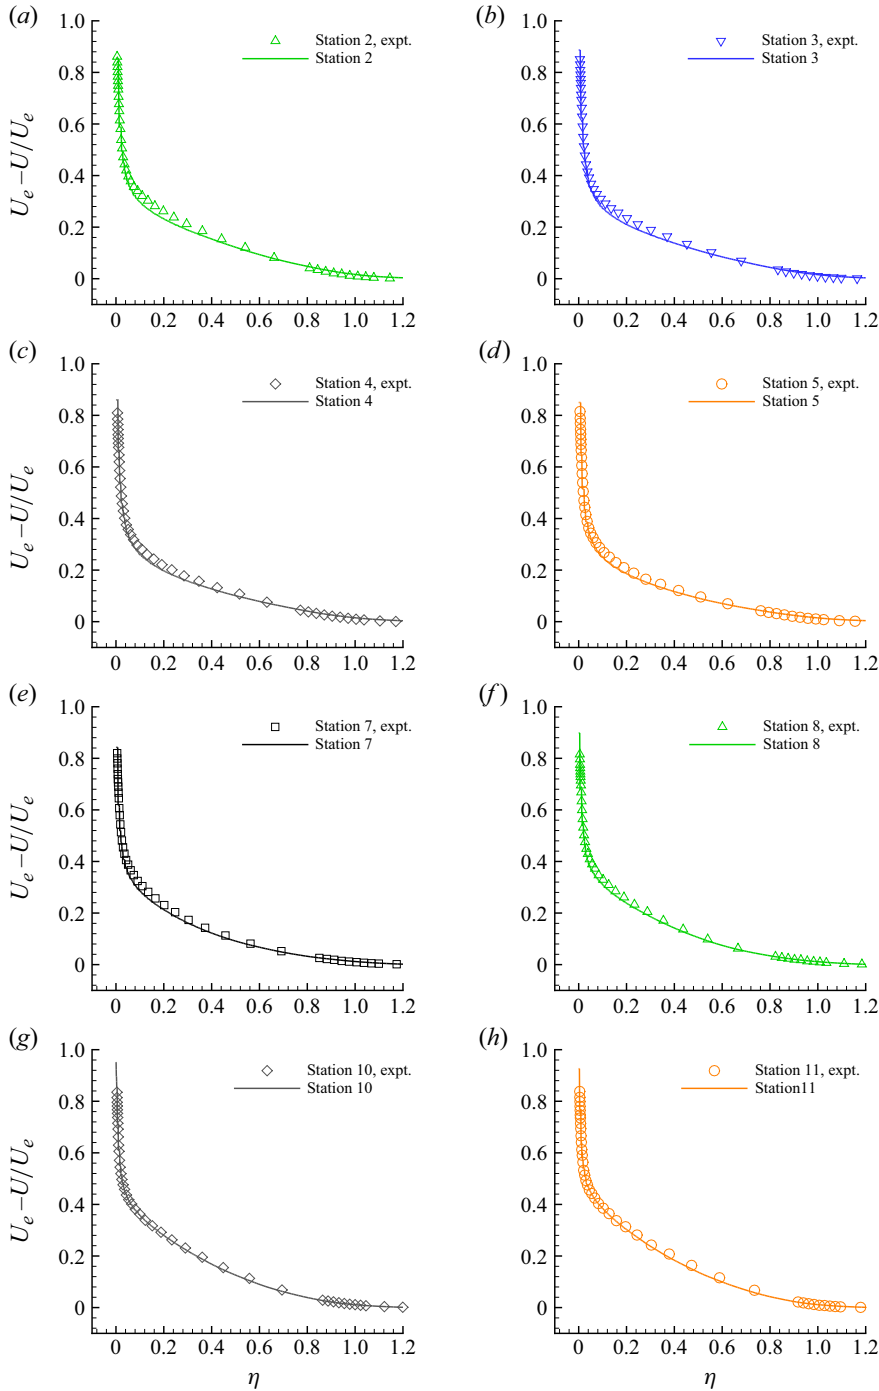 (a)
Station 2, expt.
Station 2
1.0
0.8
0.6
0.4
0.2
0
U_e – U/U_e
0 0.2 0.4 0.6 0.8 1.0 1.2
(b)
Station 3, expt.
Station 3
1.0
0.8
0.6
0.4
0.2
0
0 0.2 0.4 0.6 0.8 1.0 1.2
(c)
Station 4, expt.
Station 4
1.0
0.8
0.6
0.4
0.2
0
U_e – U/U_e
0 0.2 0.4 0.6 0.8 1.0 1.2
(d)
Station 5, expt.
Station 5
1.0
0.8
0.6
0.4
0.2
0
0 0.2 0.4 0.6 0.8 1.0 1.2
(e)
Station 7, expt.
Station 7
1.0
0.8
0.6
0.4
0.2
0
U_e – U/U_e
0 0.2 0.4 0.6 0.8 1.0 1.2
(f)
Station 8, expt.
Station 8
1.0
0.8
0.6
0.4
0.2
0
0 0.2 0.4 0.6 0.8 1.0 1.2
(g)
Station 10, expt.
Station 10
1.0
0.8
0.6
0.4
0.2
0
U_e – U/U_e
0 0.2 0.4 0.6 0.8 1.0 1.2
η
(h)
Station 11, expt.
Station11
1.0
0.8
0.6
0.4
0.2
0
0 0.2 0.4 0.6 0.8 1.0 1.2
η